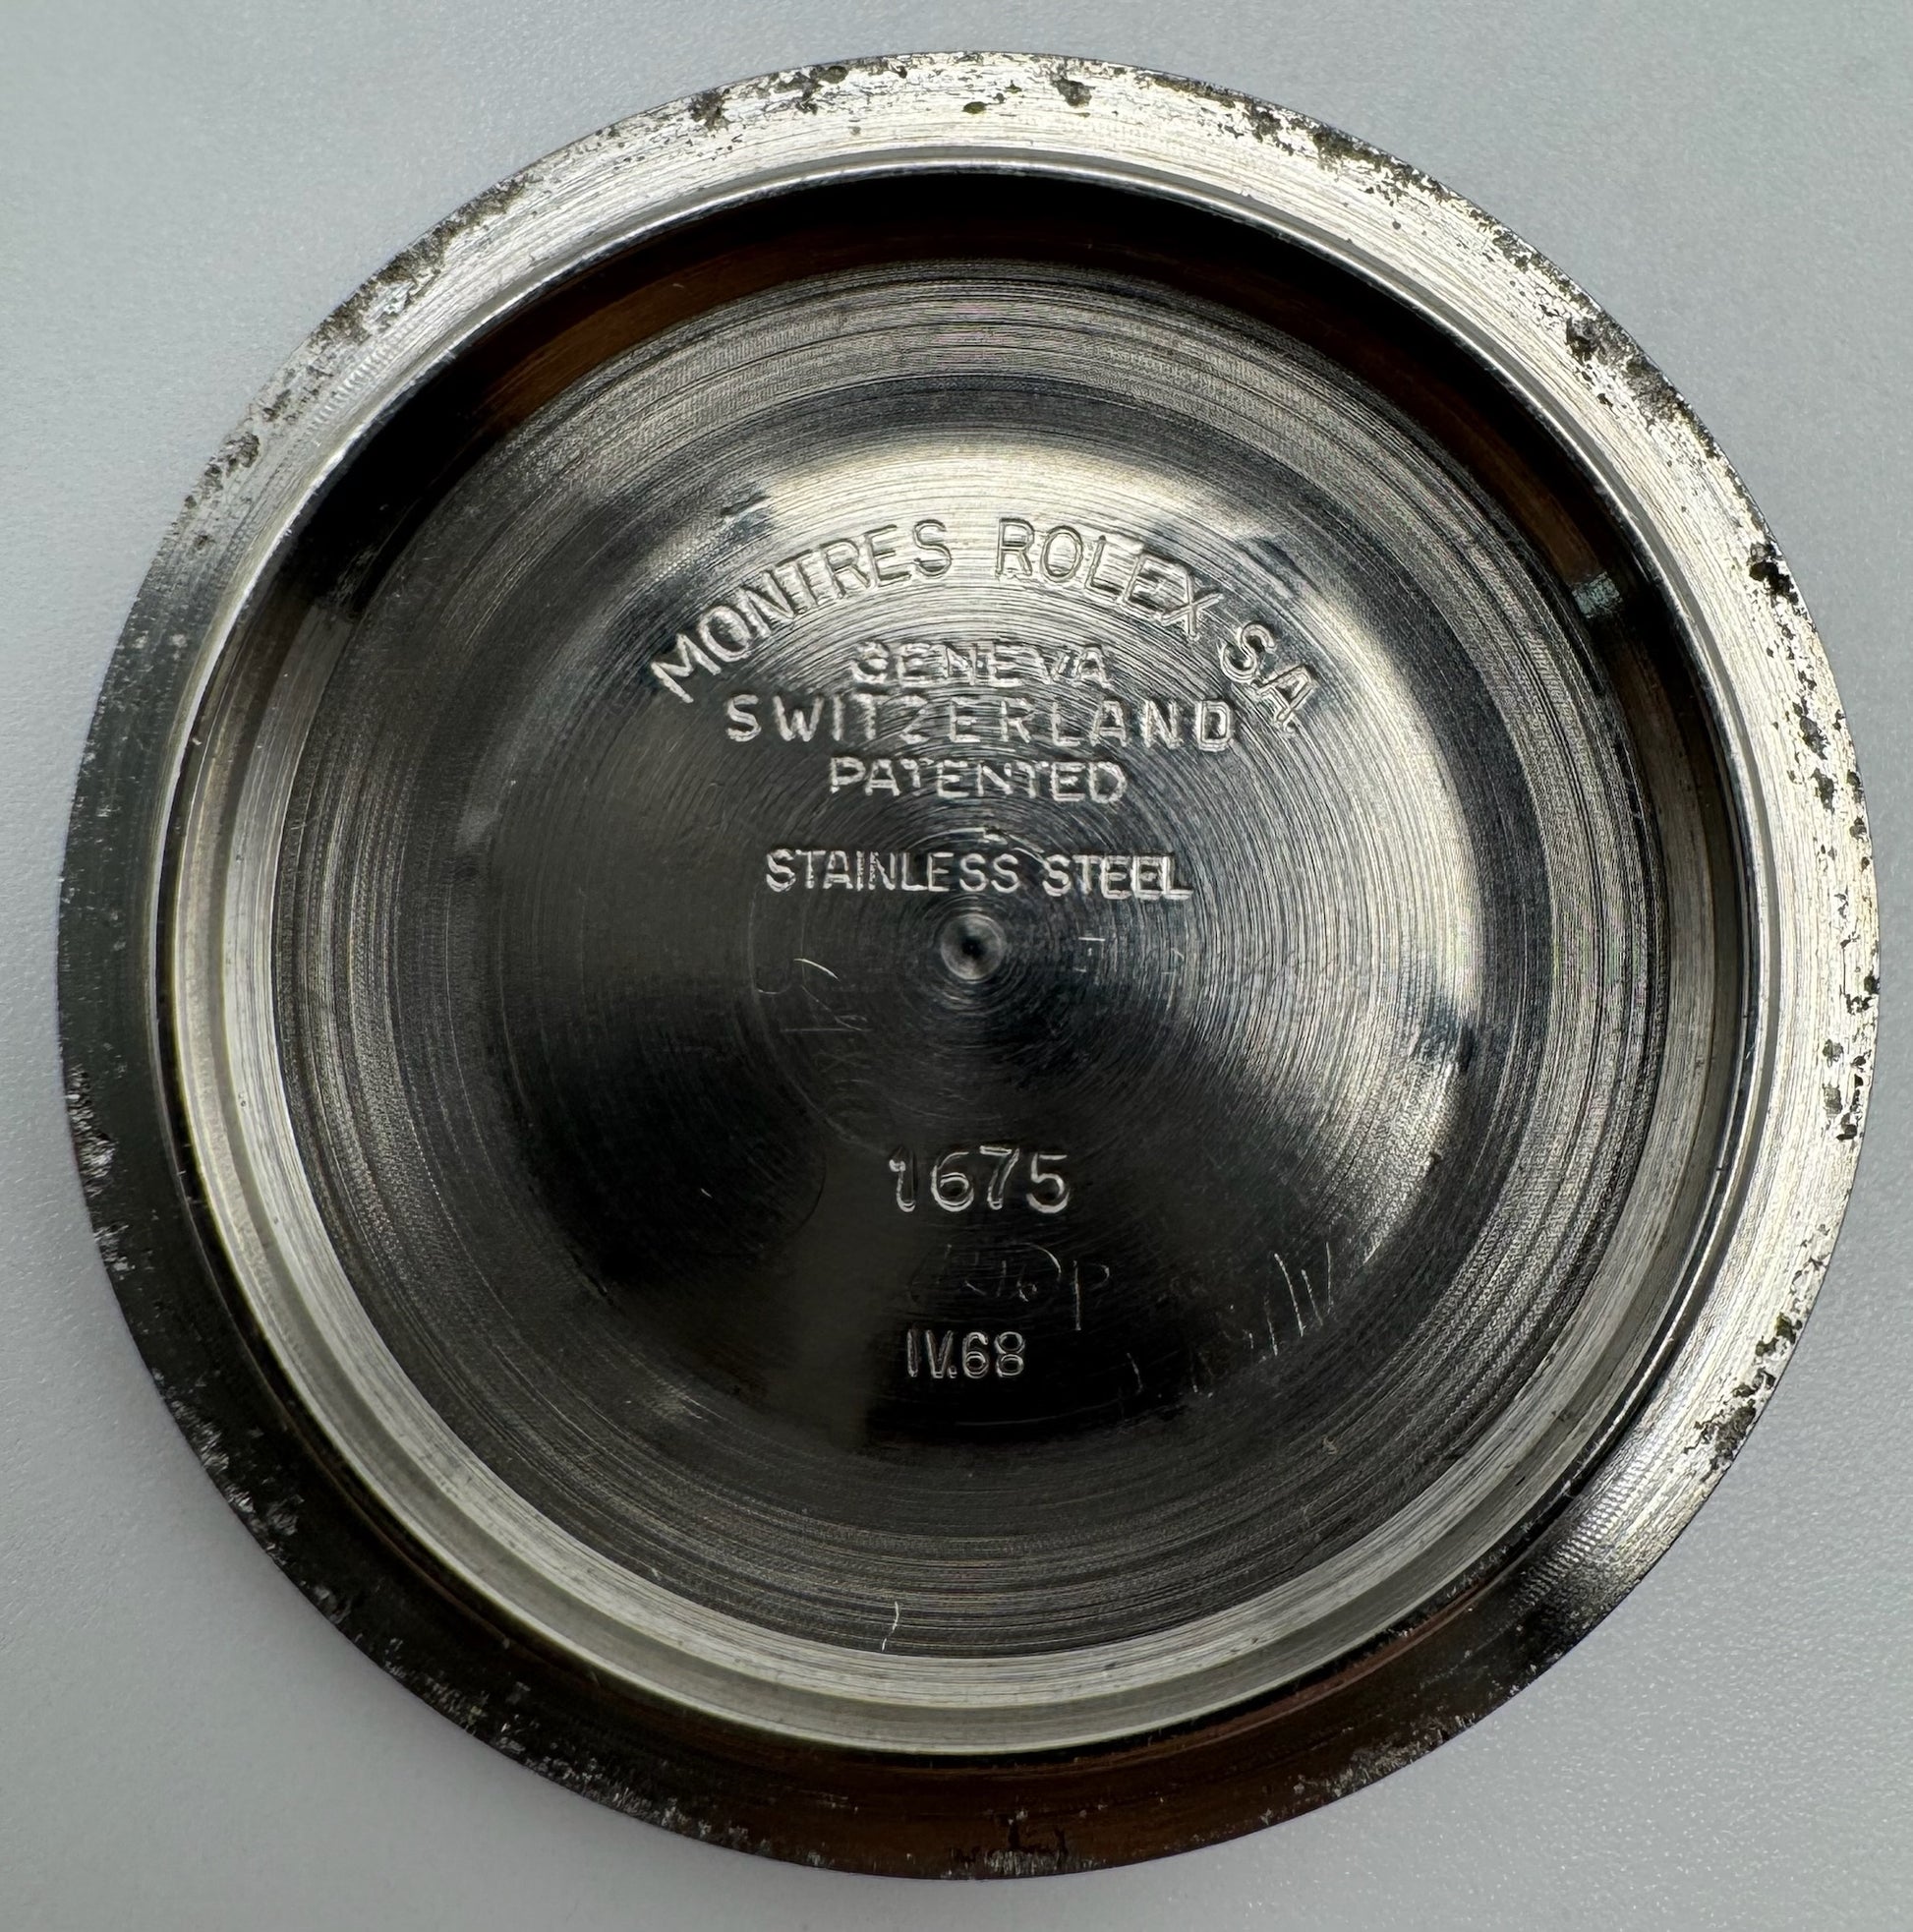 MONTRES ROLEX S.A.
GENEVA
SWITZERLAND
PATENTED
STAINLESS STEEL
1675
IV.68